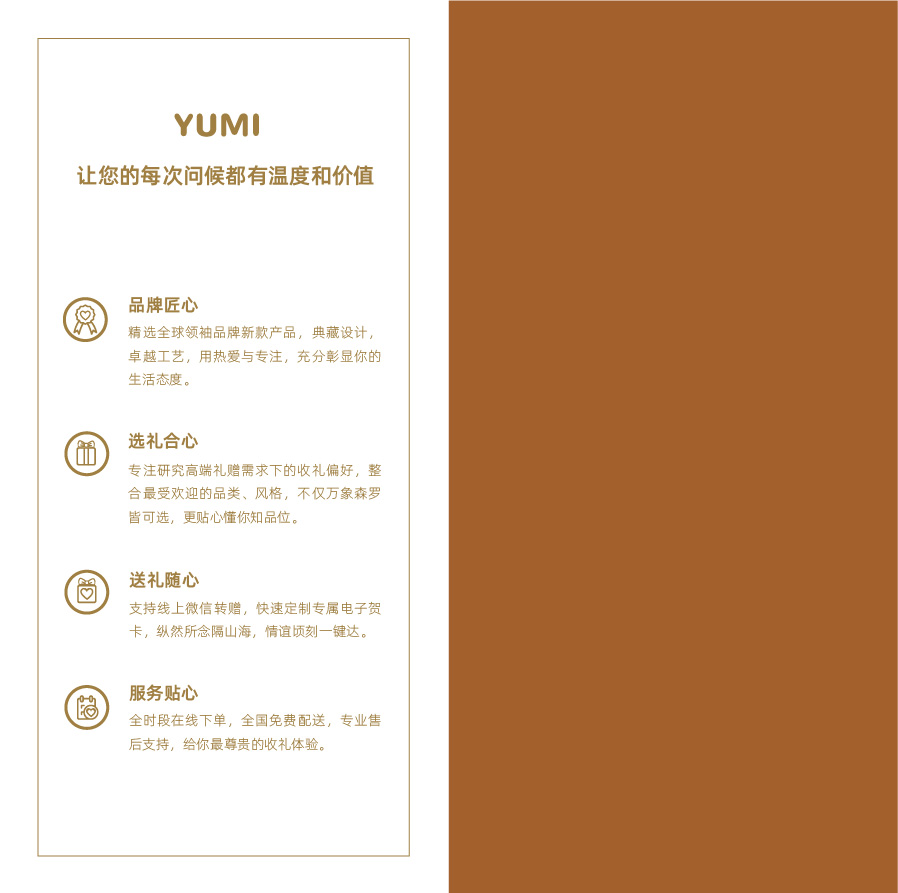 YUMI
让您的每次问候都有温度和价值
品牌匠心
精选全球领袖品牌新款产品，典藏设计，
卓越工艺，用热爱与专注，充分彰显你的
生活态度。
选礼合心
专注研究高端礼赠需求下的收礼偏好，整
合最受欢迎的品类、风格，不仅万象森罗
皆可选，更贴心懂你知品位。
送礼随心
支持线上微信转赠，快速定制专属电子贺
卡，纵然所念隔山海，情谊顷刻一键达。
服务贴心
全时段在线下单，全国免费配送，专业售
后支持，给你最尊贵的收礼体验。